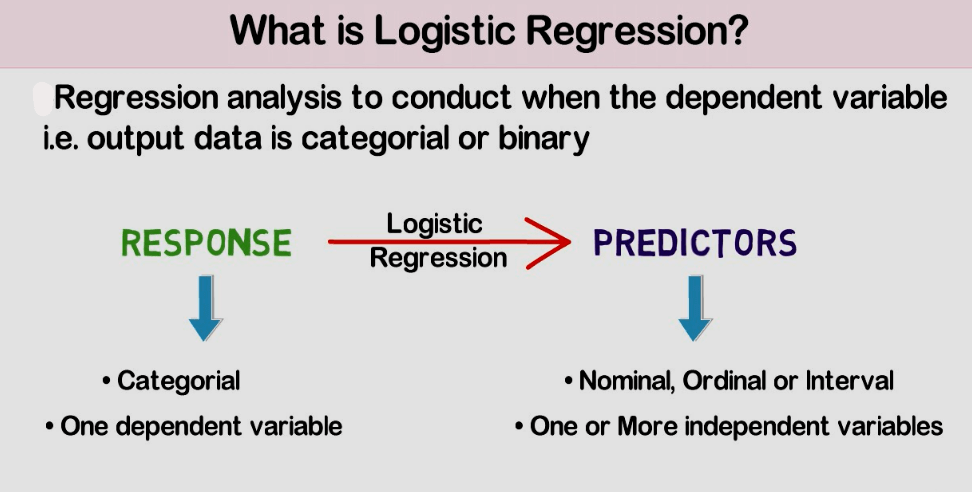 What is Logistic Regression?
Regression analysis to conduct when the dependent variable
i.e. output data is categorial or binary
RESPONSE
Logistic
Regression
PREDICTORS
• Categorial
• One dependent variable
• Nominal, Ordinal or Interval
• One or More independent variables